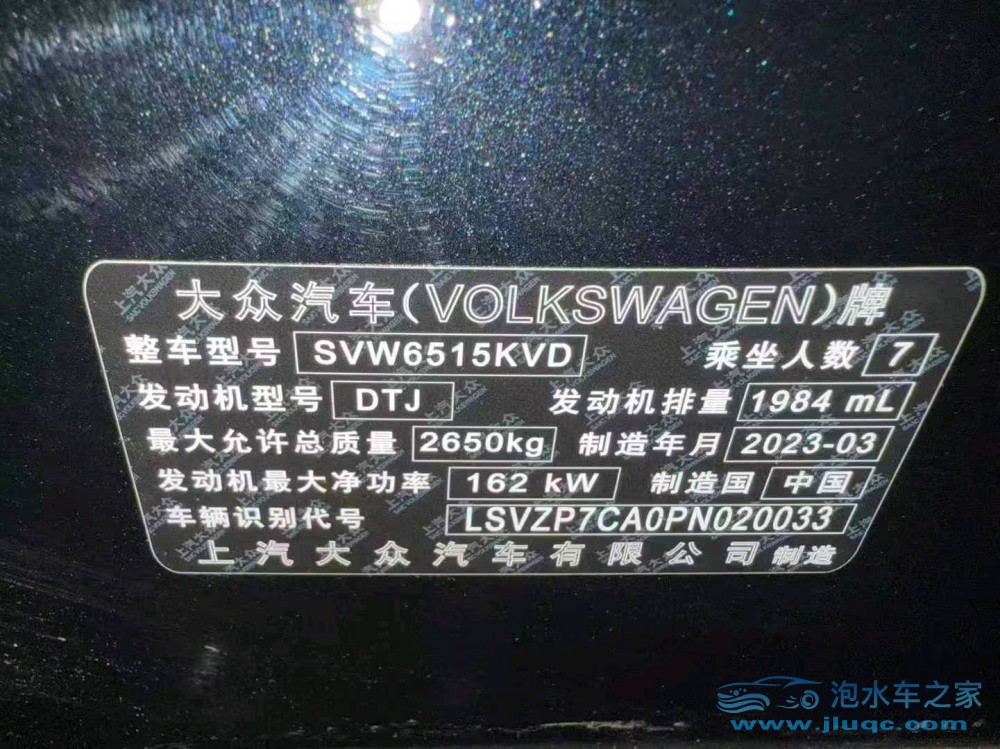 大众汽车(VOLKSWAGEN)牌
整车型号 SVW6515KVD 乘坐人数 7
发动机型号 DTJ 发动机排量 1984 mL
最大允许总质量 2650kg 制造年月 2023-03
发动机最大净功率 162 kW 制造国 中国
车辆识别代号 LSVZP7CA0PN020033
上汽大众汽车有限公司 制造
泡水车之家
www.jluqc.com